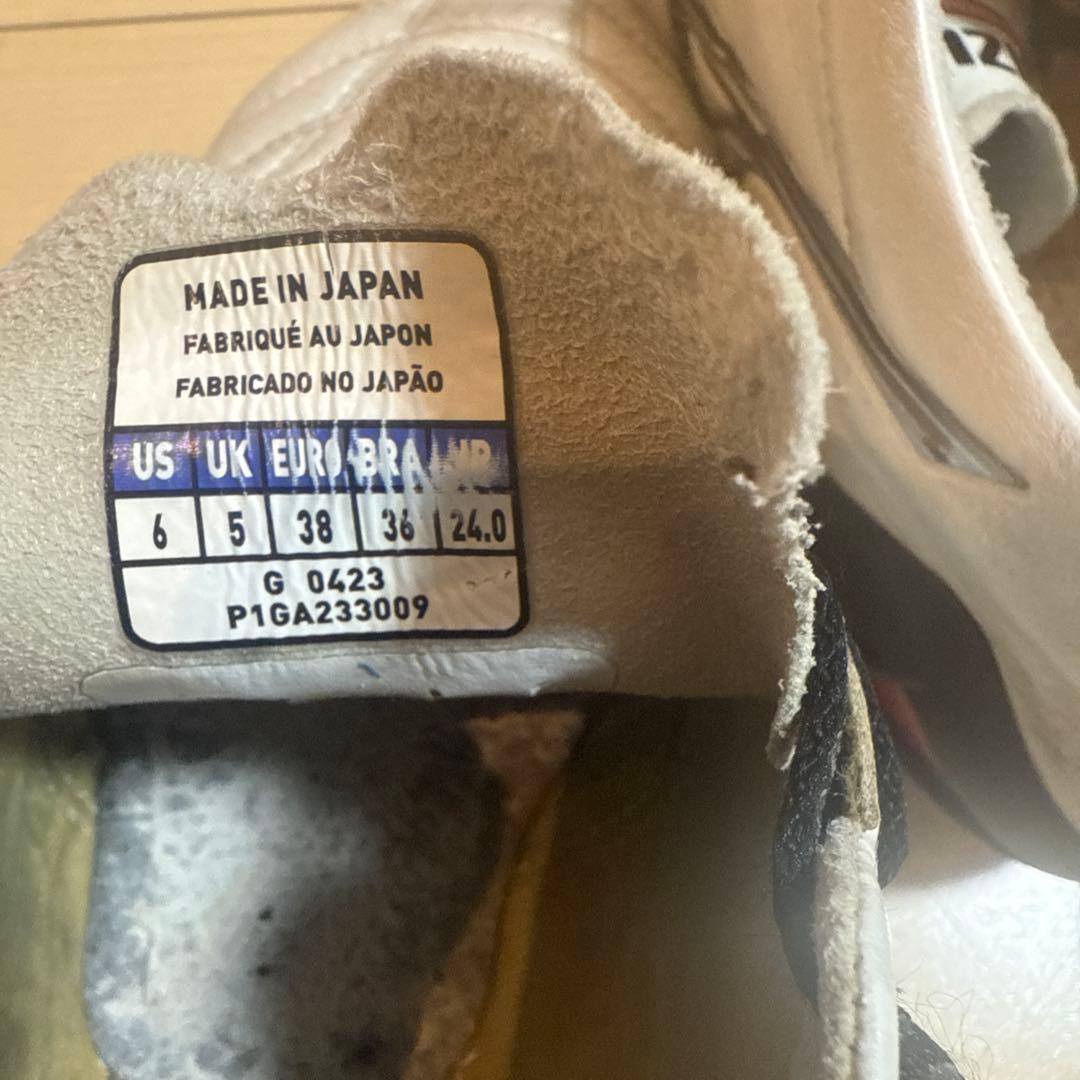 MADE IN JAPAN
FABRIQUÉ AU JAPON
FABRICADO NO JAPÃO
US UK EURO BRA
6 5 38 36 24.0
G 0423
P1GA233009